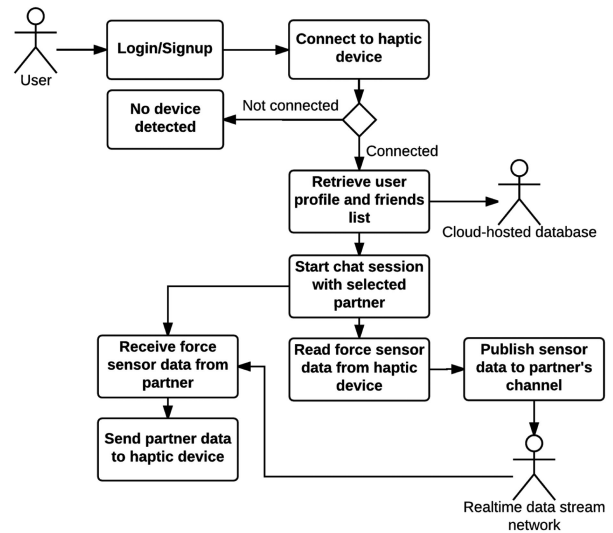 User
Login/Signup
Connect to haptic
device
No device
detected
Not connected
Connected
Retrieve user
profile and friends
list
Cloud-hosted database
Start chat session
with selected
partner
Receive force
sensor data from
partner
Read force sensor
data from haptic
device
Publish sensor
data to partner's
channel
Send partner data
to haptic device
Realtime data stream
network